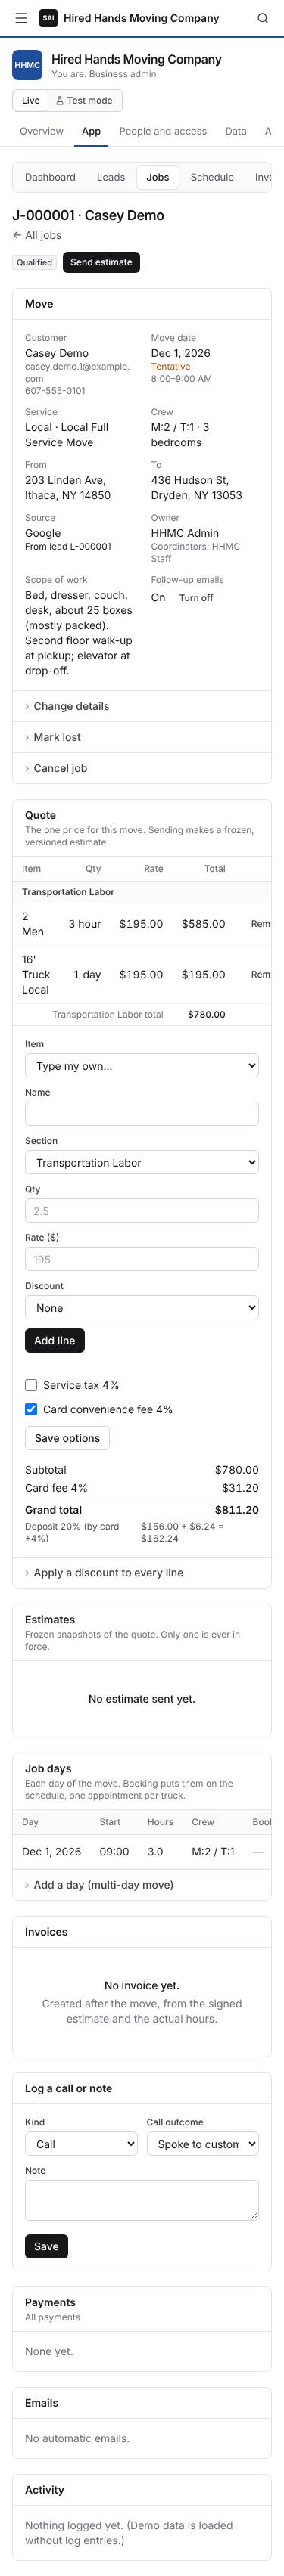 SAI Hired Hands Moving Company
HHMC
Hired Hands Moving Company
You are: Business admin
Live Test mode
Overview App People and access Data A
Dashboard Leads Jobs Schedule Invo
J-000001 · Casey Demo
← All jobs
Qualified Send estimate
Move
Customer
Casey Demo
casey.demo.1@example.
com
607-555-0101
Move date
Dec 1, 2026
Tentative
8:00–9:00 AM
Service
Local · Local Full
Service Move
Crew
M:2 / T:1 · 3
bedrooms
From
203 Linden Ave,
Ithaca, NY 14850
To
436 Hudson St,
Dryden, NY 13053
Source
Google
From lead L-000001
Owner
HHMC Admin
Coordinators: HHMC
Staff
Scope of work
Bed, dresser, couch,
desk, about 25 boxes
(mostly packed).
Second floor walk-up
at pickup; elevator at
drop-off.
Follow-up emails
On Turn off
› Change details
› Mark lost
› Cancel job
Quote
The one price for this move. Sending makes a frozen,
versioned estimate.
Item Qty Rate Total
Transportation Labor
2
Men
3 hour $195.00 $585.00 Rem
16'
Truck
Local
1 day $195.00 $195.00 Rem
Transportation Labor total $780.00
Item
Type my own...
Name
Section
Transportation Labor
Qty
2.5
Rate ($)
195
Discount
None
Add line
Service tax 4%
Card convenience fee 4%
Save options
Subtotal $780.00
Card fee 4% $31.20
Grand total $811.20
Deposit 20% (by card
+4%)
$156.00 + $6.24 =
$162.24
› Apply a discount to every line
Estimates
Frozen snapshots of the quote. Only one is ever in
force.
No estimate sent yet.
Job days
Each day of the move. Booking puts them on the
schedule, one appointment per truck.
Day Start Hours Crew Bool
Dec 1, 2026 09:00 3.0 M:2 / T:1 —
› Add a day (multi-day move)
Invoices
No invoice yet.
Created after the move, from the signed
estimate and the actual hours.
Log a call or note
Kind
Call
Call outcome
Spoke to custom
Note
Save
Payments
All payments
None yet.
Emails
No automatic emails.
Activity
Nothing logged yet. (Demo data is loaded
without log entries.)